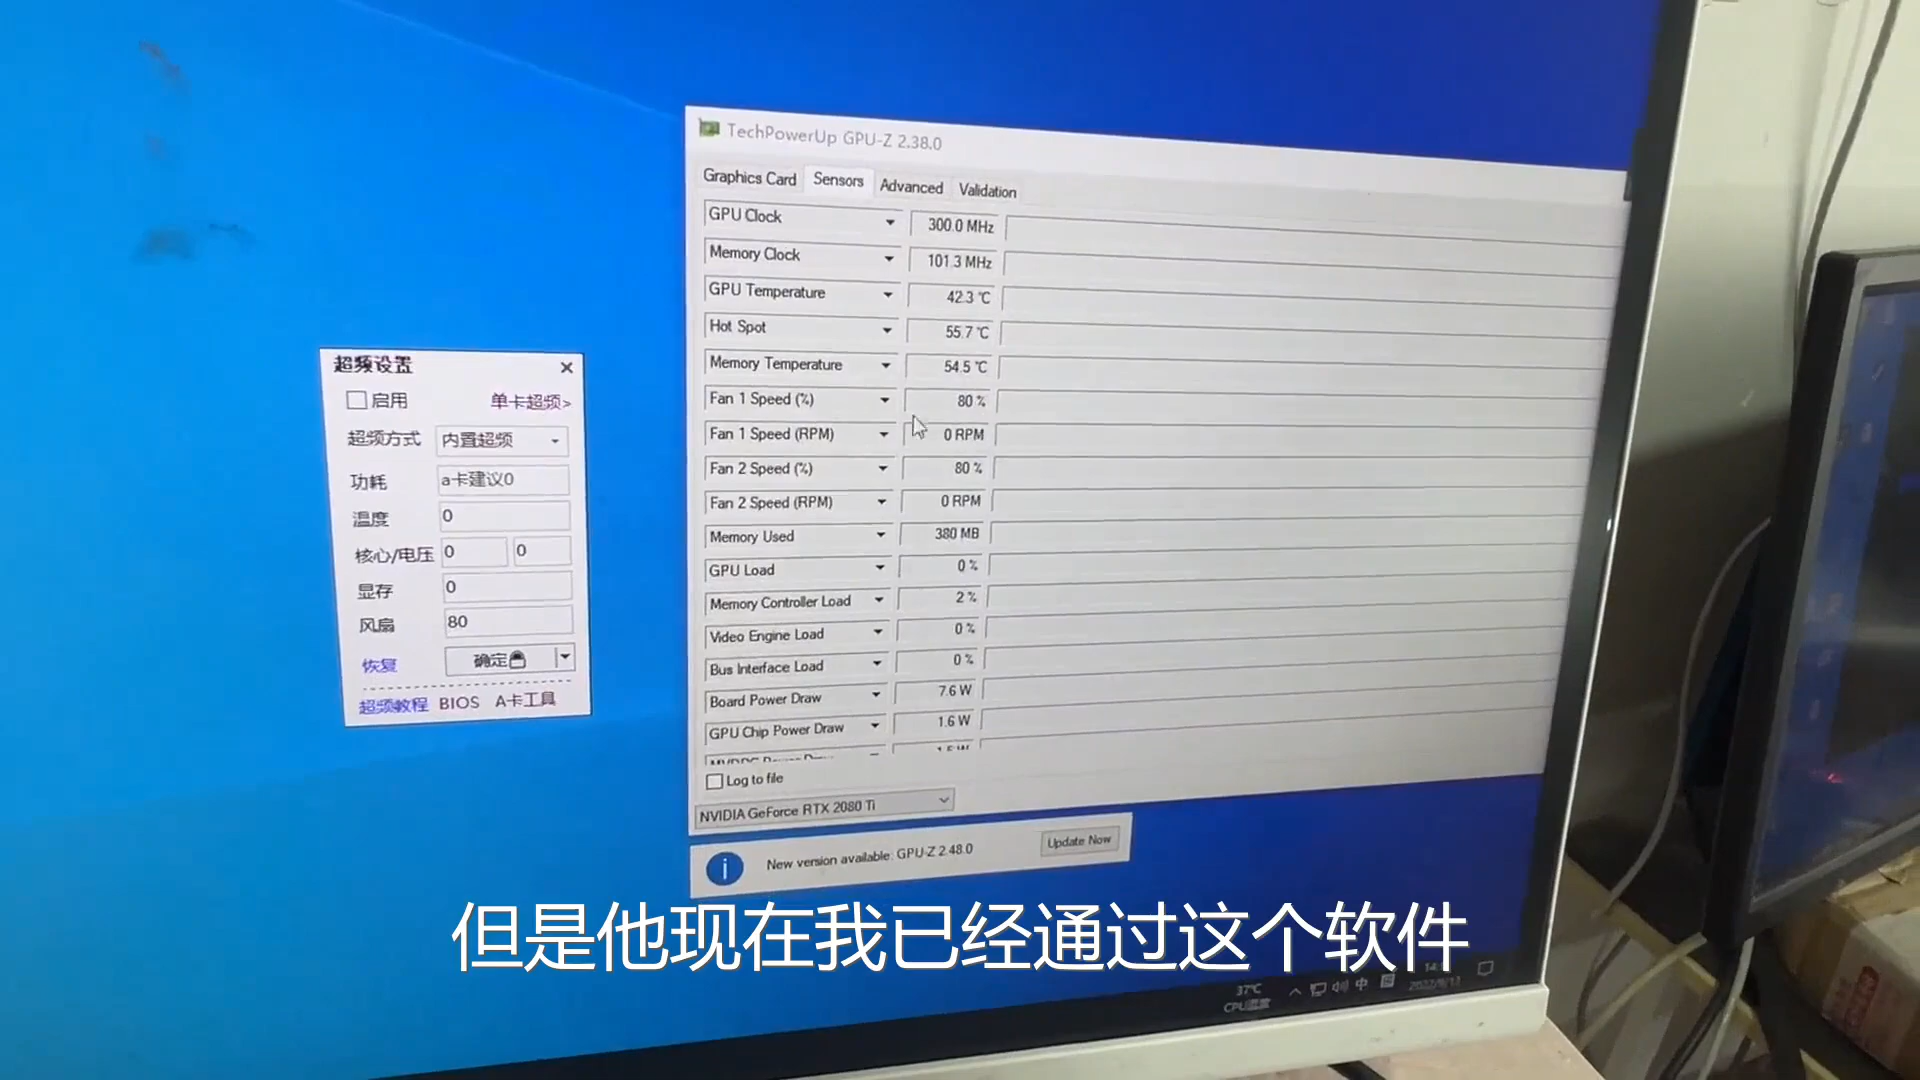 TechPowerUp GPU-Z 2.38.0
Graphics Card Sensors Advanced Validation
GPU Clock 300.0 MHz
Memory Clock 101.3 MHz
GPU Temperature 42.3 °C
Hot Spot 55.7 °C
Memory Temperature 54.5 °C
Fan 1 Speed (%) 80 %
Fan 1 Speed (RPM) 0 RPM
Fan 2 Speed (%) 80 %
Fan 2 Speed (RPM) 0 RPM
Memory Used 380 MB
GPU Load 0 %
Memory Controller Load 2 %
Video Engine Load 0 %
Bus Interface Load 0 %
Board Power Draw 7.6 W
GPU Chip Power Draw 1.6 W
Log to file
NVIDIA GeForce RTX 2080 Ti
New version available: GPU-Z 2.48.0 Update Now
超频设置
启用 单卡超频>
超频方式 内置超频
功耗 a卡建议0
温度 0
核心/电压 0 0
显存 0
风扇 80
恢复 确定
超频教程 BIOS A卡工具
但是他现在我已经通过这个软件
37℃
CPU温度
中